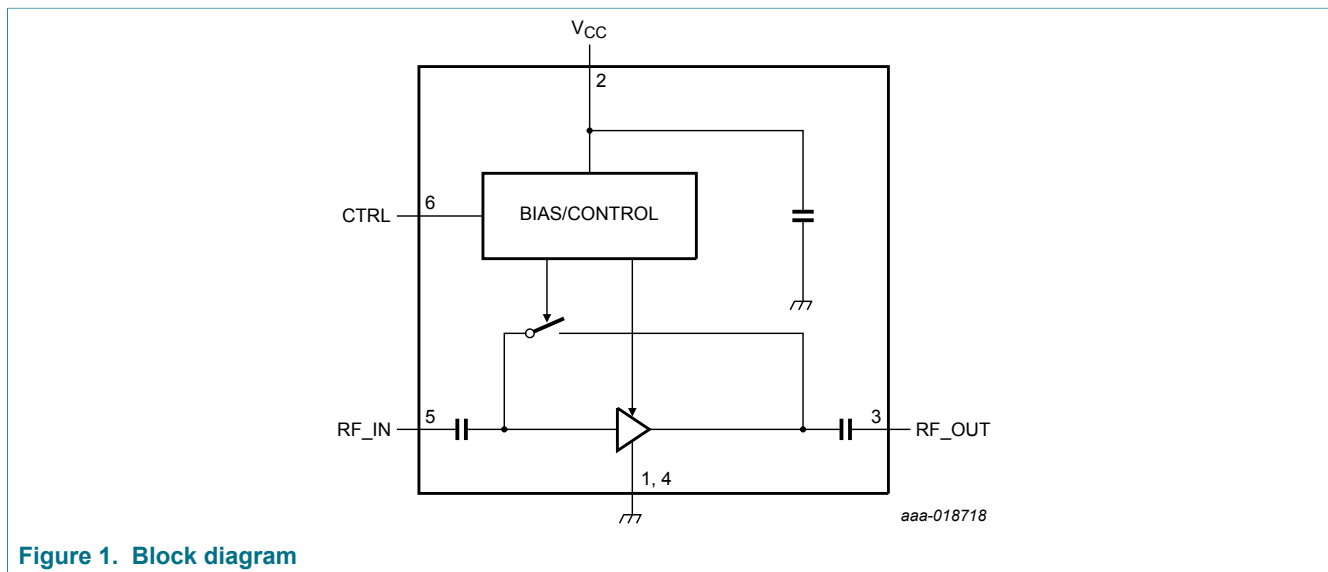 VCC
2
CTRL
6
BIAS/CONTROL
RF_IN
5
3
RF_OUT
1, 4
aaa-018718
Figure 1. Block diagram